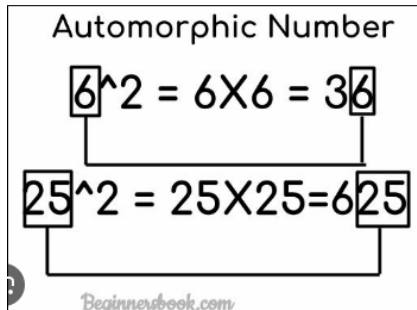 Automorphic Number
6^2 = 6X6 = 36
25^2 = 25X25=625
Beginnersbook.com